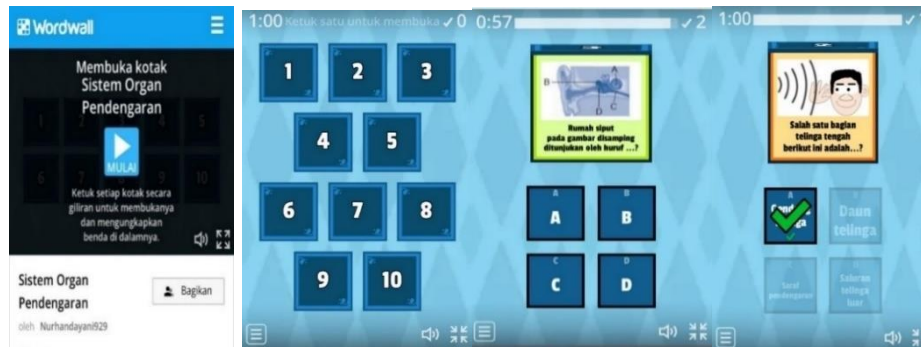 Wordwall
Membuka kotak
Sistem Organ
Pendengaran
MULAI
Ketuk setiap kotak secara
giliran untuk membukanya
dan mengungkapkan
benda di dalamnya.
Sistem Organ
Pendengaran
Bagikan
oleh Nurhandayani929
1:00 Ketuk satu untuk membuka ✓ 0
1 2 3
4 5
6 7 8
9 10
0:57 ✓ 2
B A
D C
Rumah siput
pada gambar disamping
ditunjukan oleh huruf ...?
A A
B B
C C
D D
1:00 ✓
Salah satu bagian
telinga tengah
berikut ini adalah...?
A
Daun
telinga
Saraf
pendengaran
Saluran
telinga
luar